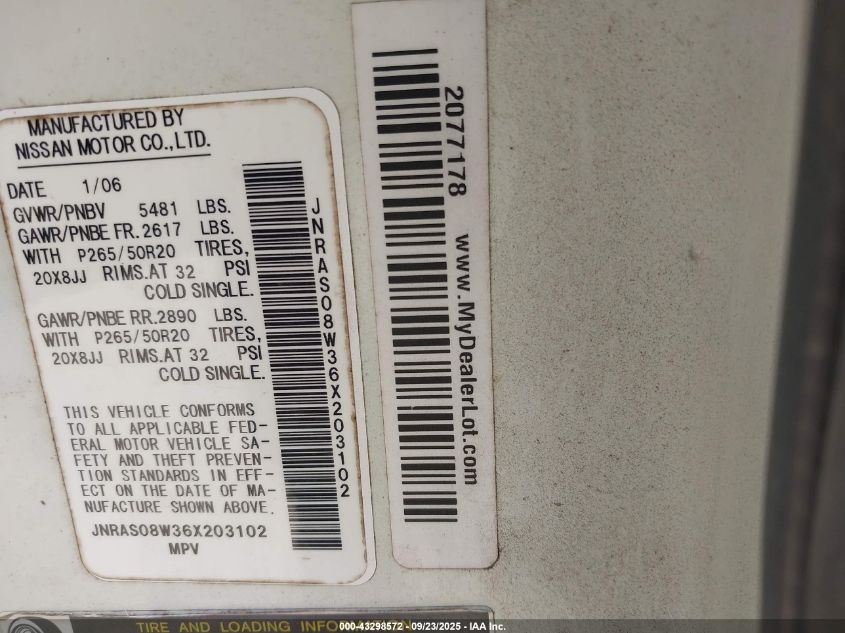 MANUFACTURED BY
NISSAN MOTOR CO.,LTD.
DATE 1/06
GVWR/PNBV 5481 LBS.
GAWR/PNBE FR.2617 LBS.
WITH P265/50R20 TIRES,
20X8JJ RIMS.AT 32 PSI
COLD SINGLE.
GAWR/PNBE RR.2890 LBS.
WITH P265/50R20 TIRES,
20X8JJ RIMS.AT 32 PSI
COLD SINGLE.
THIS VEHICLE CONFORMS
TO ALL APPLICABLE FED-
ERAL MOTOR VEHICLE SA-
FETY AND THEFT PREVEN-
TION STANDARDS IN EFF-
ECT ON THE DATE OF MA-
NUFACTURE SHOWN ABOVE.
JNRAS08W36X203102
MPV
JNRAS08W36X203102
2077178 www.MyDealerLot.com
TIRE AND LOADING INFORMATION
000-43298572 - 09/23/2025 - IAA Inc.